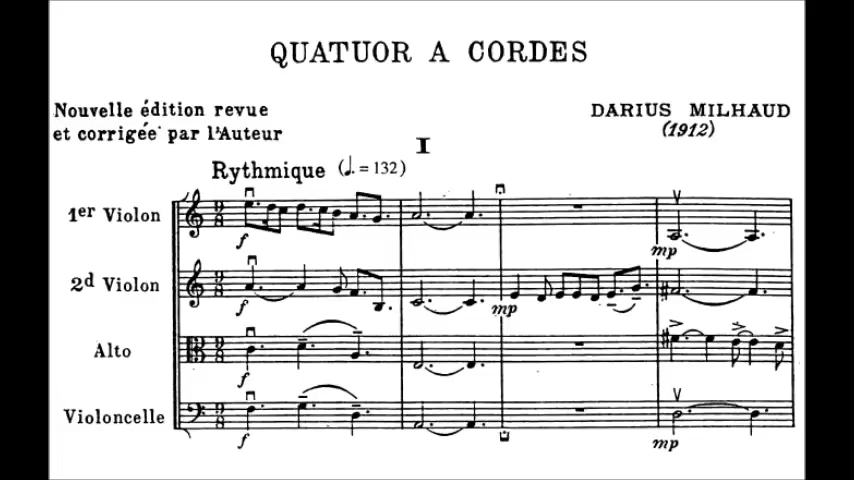 QUATUOR A CORDES
Nouvelle édition revue
et corrigée par l'Auteur
DARIUS MILHAUD
(1912)
I
Rythmique (♩. = 132)
1er Violon
f
mp
2d Violon
f
mp
Alto
f
Violoncelle
f
mp